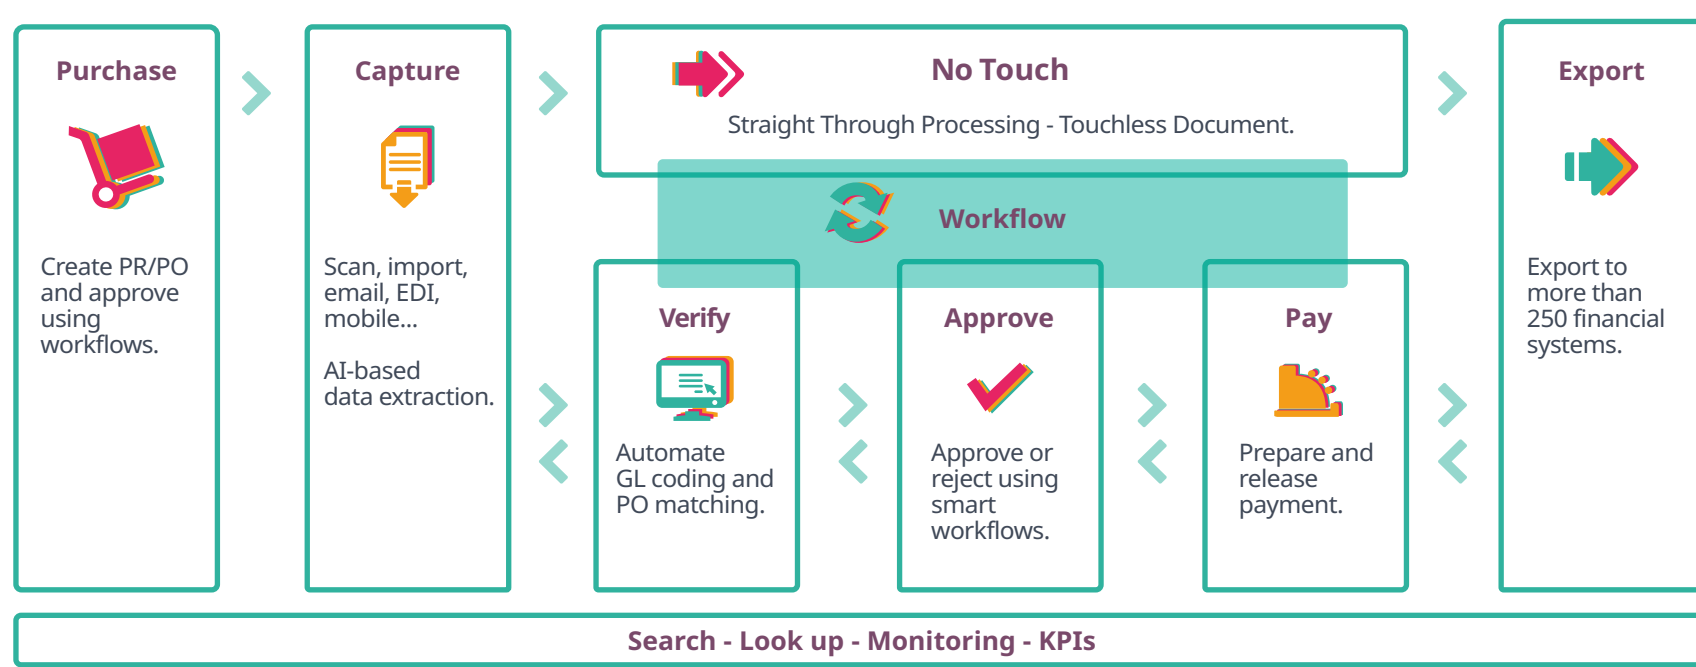 Purchase
Create PR/PO
and approve
using
workflows.
Capture
Scan, import,
email, EDI,
mobile...
AI-based
data extraction.
No Touch
Straight Through Processing - Touchless Document.
Workflow
Verify
Automate
GL coding and
PO matching.
Approve
Approve or
reject using
smart
workflows.
Pay
Prepare and
release
payment.
Export
Export to
more than
250 financial
systems.
Search - Look up - Monitoring - KPIs